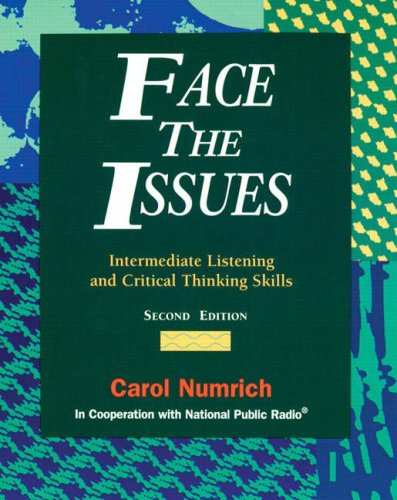 FACE
THE
ISSUES
Intermediate Listening
and Critical Thinking Skills
SECOND EDITION
Carol Numrich
In Cooperation with National Public Radio®